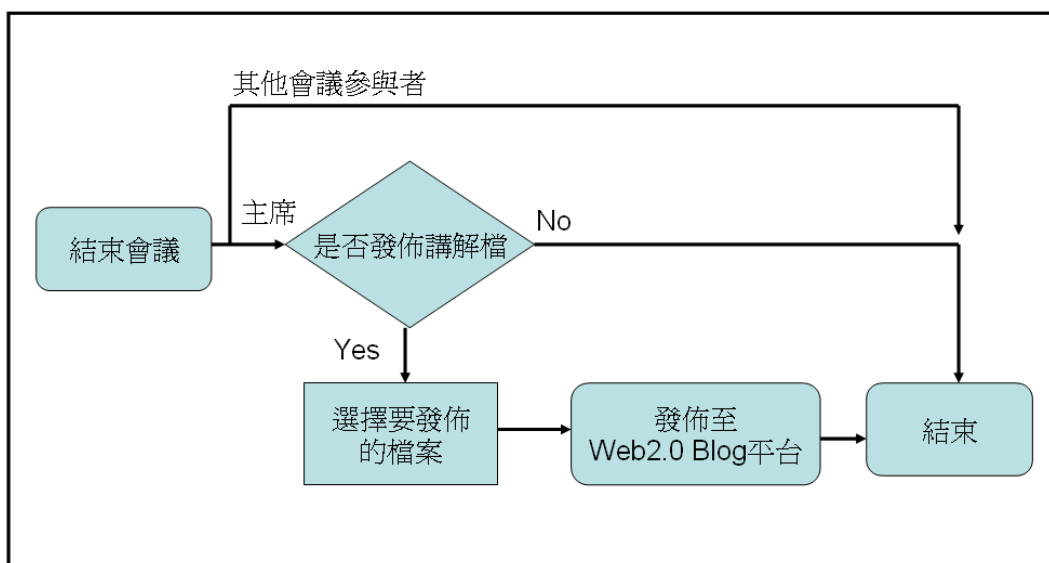 其他會議參與者
主席
No
結束會議
是否發佈講解檔
Yes
選擇要發佈
的檔案
發佈至
Web2.0 Blog平台
結束